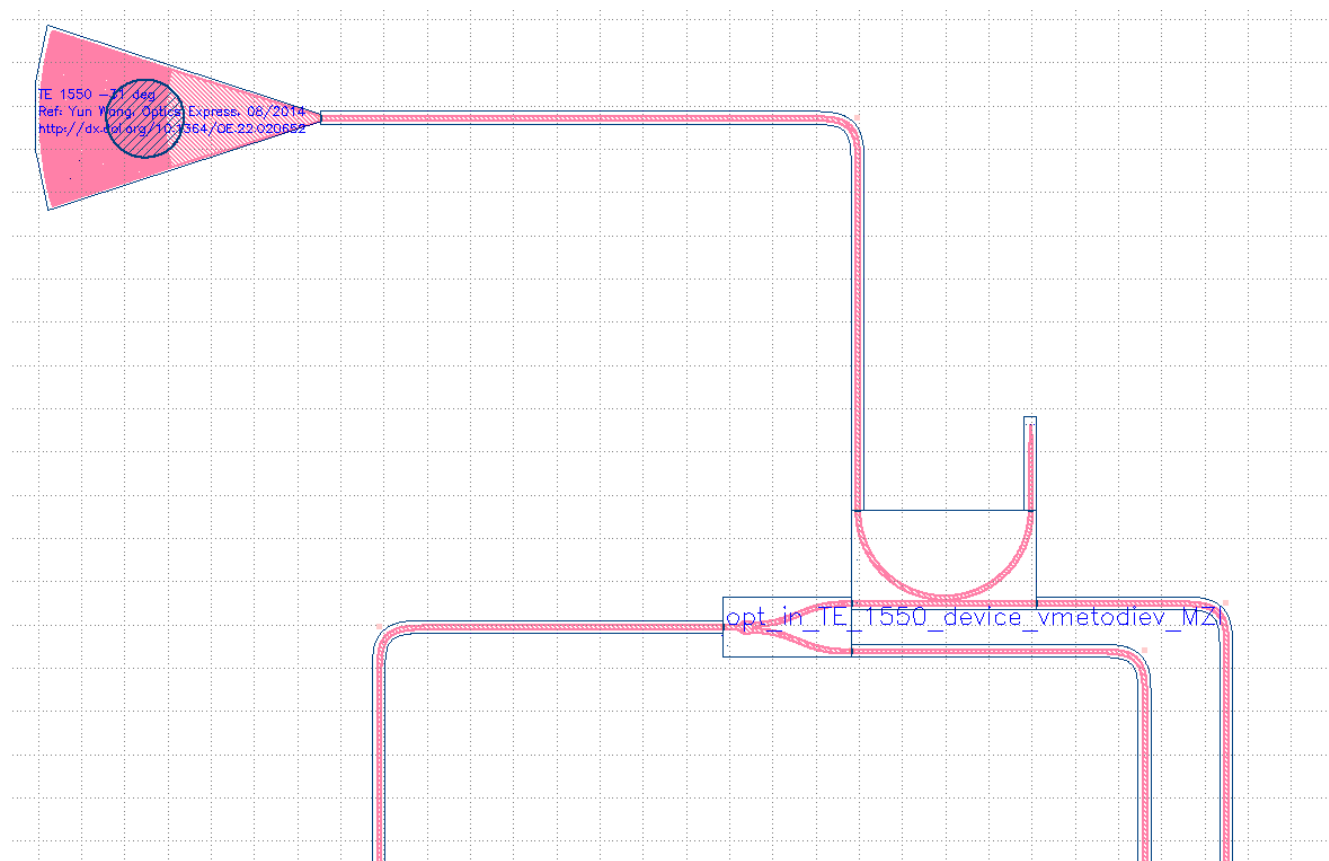 TE 1550 -31 deg
Ref: Yun Wang, Optics Express, 08/2014
http://dx.doi.org/10.1364/OE.22.020652
opt_in_TE_1550_device_vmetodiev_MZI